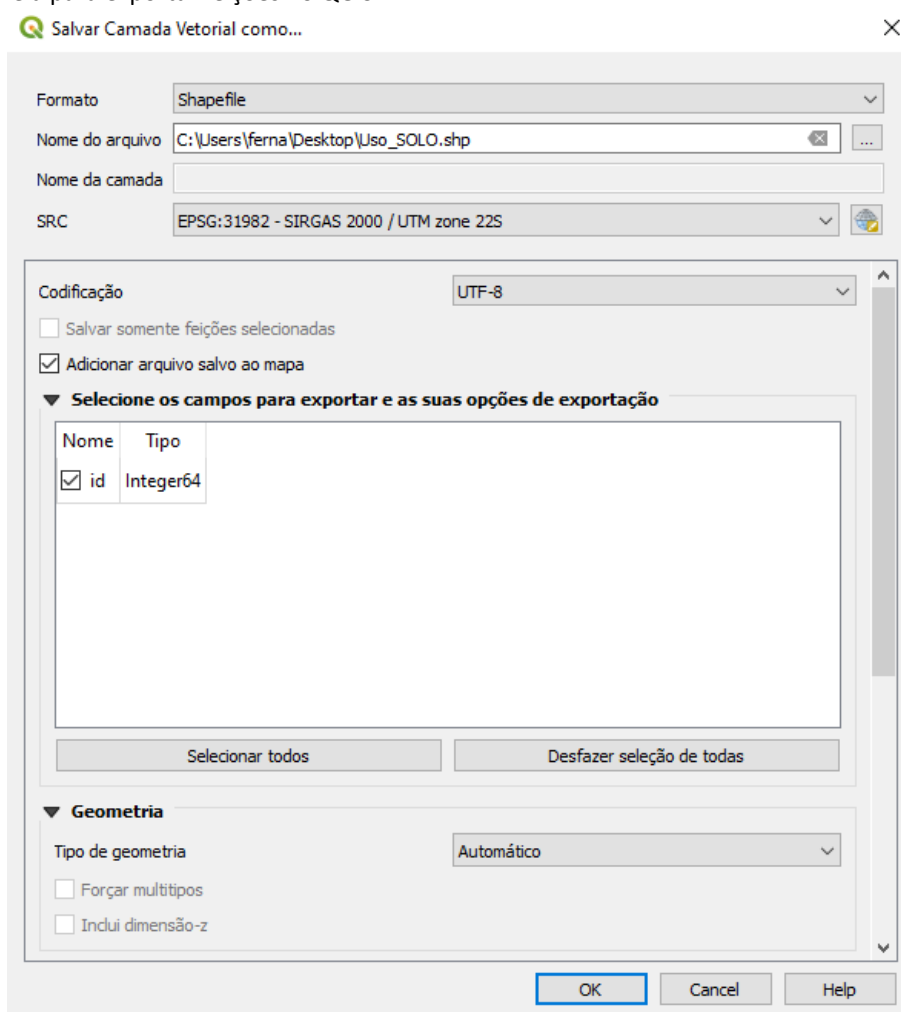 Salvar Camada Vetorial como...
Formato Shapefile
Nome do arquivo C:\Users\ferna\Desktop\Uso_SOLO.shp ...
Nome da camada
SRC EPSG:31982 - SIRGAS 2000 / UTM zone 22S
Codificação UTF-8
Salvar somente feições selecionadas
Adicionar arquivo salvo ao mapa
Selecione os campos para exportar e as suas opções de exportação
Nome Tipo
id Integer64
Selecionar todos Desfazer seleção de todas
Geometria
Tipo de geometria Automático
Forçar multitipos
Inclui dimensão-z
OK Cancel Help